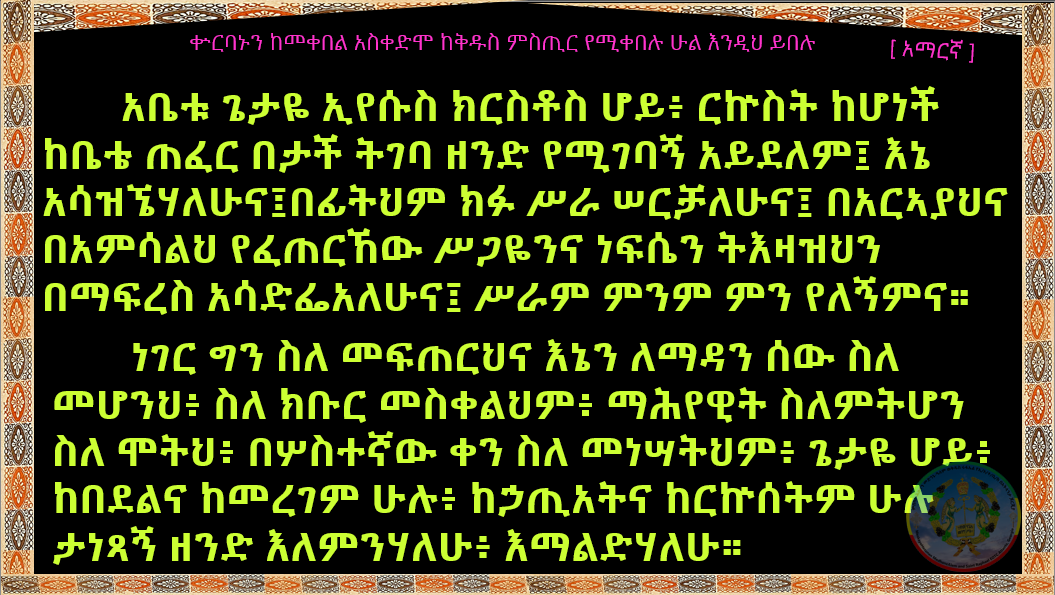 ቍርባኑን ከመቀበል አስቀድሞ ከቅዱስ ምስጢር የሚቀበሉ ሁል እንዲህ ይበሉ
[ አማርኛ ]
አቤቱ ጌታዬ ኢየሱስ ክርስቶስ ሆይ፥ ርኵስት ከሆነች
ከቤቴ ጠፈር በታች ትገባ ዘንድ የሚገባኝ አይደለም፤ እኔ
አሳዝኜሃለሁና፤በፊትህም ክፉ ሥራ ሠርቻለሁና፤ በአርኣያህና
በአምሳልህ የፈጠርኸው ሥጋዬንና ነፍሴን ትእዛዝህን
በማፍረስ አሳድፌአለሁና፤ ሥራም ምንም ምን የለኝምና።
ነገር ግን ስለ መፍጠርህና እኔን ለማዳን ሰው ስለ
መሆንህ፥ ስለ ክቡር መስቀልህም፥ ማሕየዊት ስለምትሆን
ስለ ሞትህ፥ በሦስተኛው ቀን ስለ መነሣትህም፥ ጌታዬ ሆይ፥
ከበደልና ከመረገም ሁሉ፥ ከኃጢአትና ከርኵሰትም ሁሉ
ታነጻኝ ዘንድ እለምንሃለሁ፥ እማልድሃለሁ።